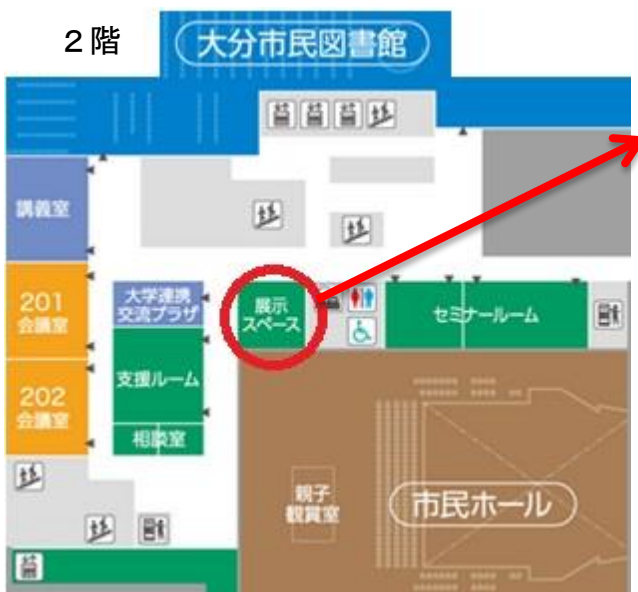 2階
大分市民図書館
講義室
201
会議室
大学連携
交流プラザ
展示
スペース
セミナールーム
202
会議室
支援ルーム
相談室
親子
観賞室
市民ホール